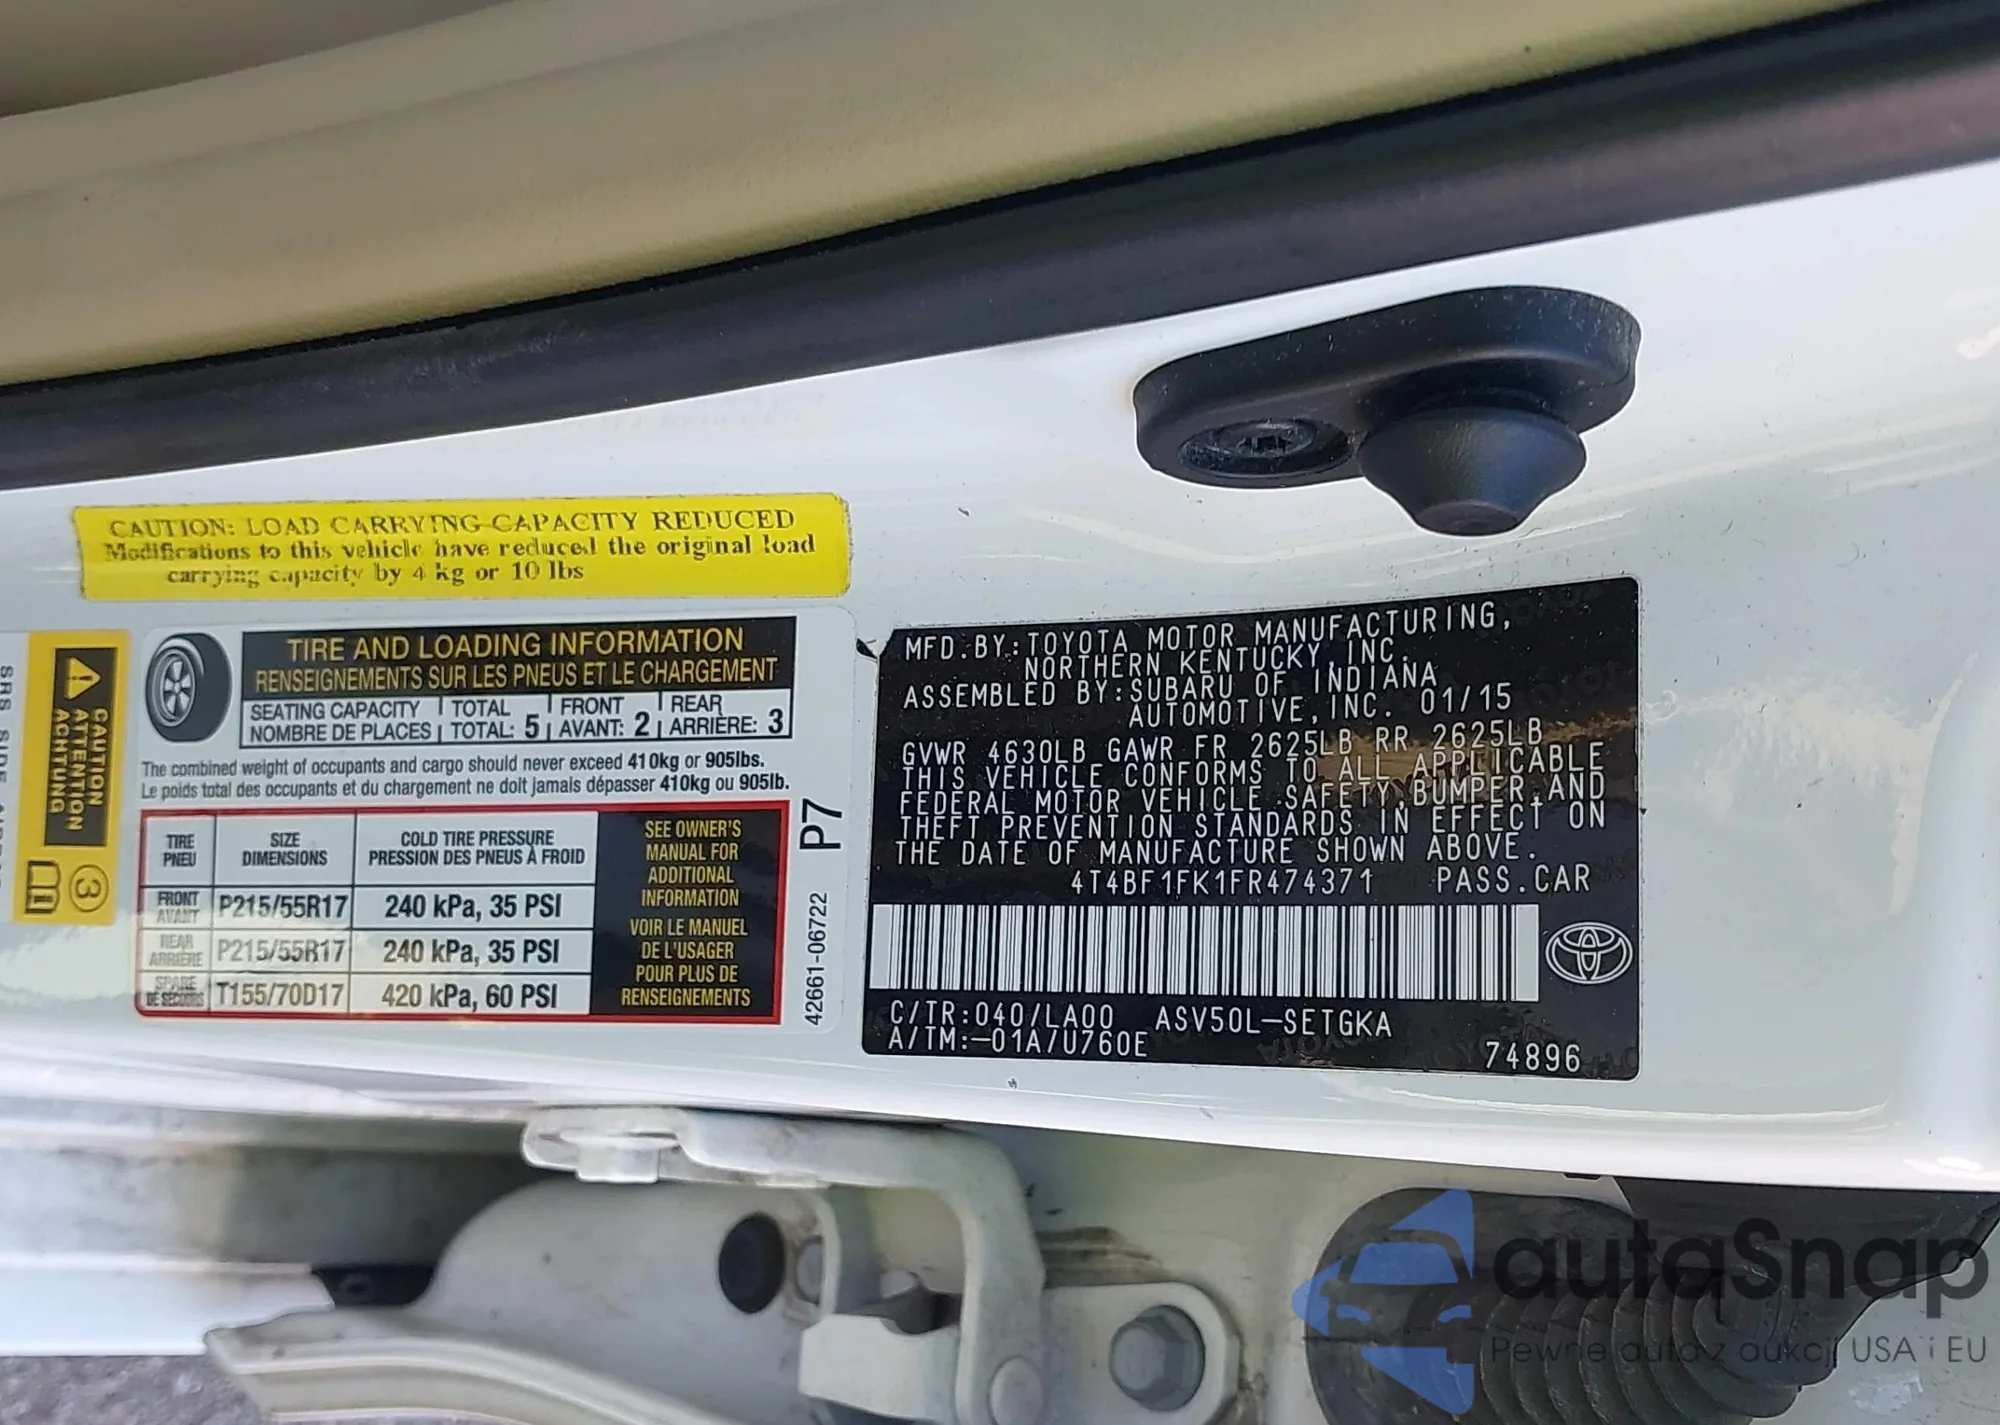 CAUTION: LOAD CARRYING CAPACITY REDUCED
Modifications to this vehicle have reduced the original load
carrying capacity by 4 kg or 10 lbs
CAUTION
ATTENTION
ACHTUNG
3
SRS SIDE
TIRE AND LOADING INFORMATION
RENSEIGNEMENTS SUR LES PNEUS ET LE CHARGEMENT
SEATING CAPACITY TOTAL FRONT REAR
NOMBRE DE PLACES TOTAL: 5 AVANT: 2 ARRIÈRE: 3
The combined weight of occupants and cargo should never exceed 410kg or 905lbs.
Le poids total des occupants et du chargement ne doit jamais dépasser 410kg ou 905lb.
TIRE SIZE COLD TIRE PRESSURE
PNEU DIMENSIONS PRESSION DES PNEUS À FROID
FRONT
AVANT P215/55R17 240 kPa, 35 PSI
REAR
ARRIÈRE P215/55R17 240 kPa, 35 PSI
SPARE
DE SECOURS T155/70D17 420 kPa, 60 PSI
SEE OWNER'S
MANUAL FOR
ADDITIONAL
INFORMATION
VOIR LE MANUEL
DE L'USAGER
POUR PLUS DE
RENSEIGNEMENTS
P7
42661-06722
MFD.BY:TOYOTA MOTOR MANUFACTURING,
NORTHERN KENTUCKY,INC.
ASSEMBLED BY:SUBARU OF INDIANA
AUTOMOTIVE,INC. 01/15
GVWR 4630LB GAWR FR 2625LB RR 2625LB
THIS VEHICLE CONFORMS TO ALL APPLICABLE
FEDERAL MOTOR VEHICLE SAFETY,BUMPER,AND
THEFT PREVENTION STANDARDS IN EFFECT ON
THE DATE OF MANUFACTURE SHOWN ABOVE.
4T4BF1FK1FR474371 PASS.CAR
C/TR:040/LA00 ASV50L-SETGKA
A/TM:-01A/U760E
74896
autaSnap
Pewne auta z aukcji USA i EU